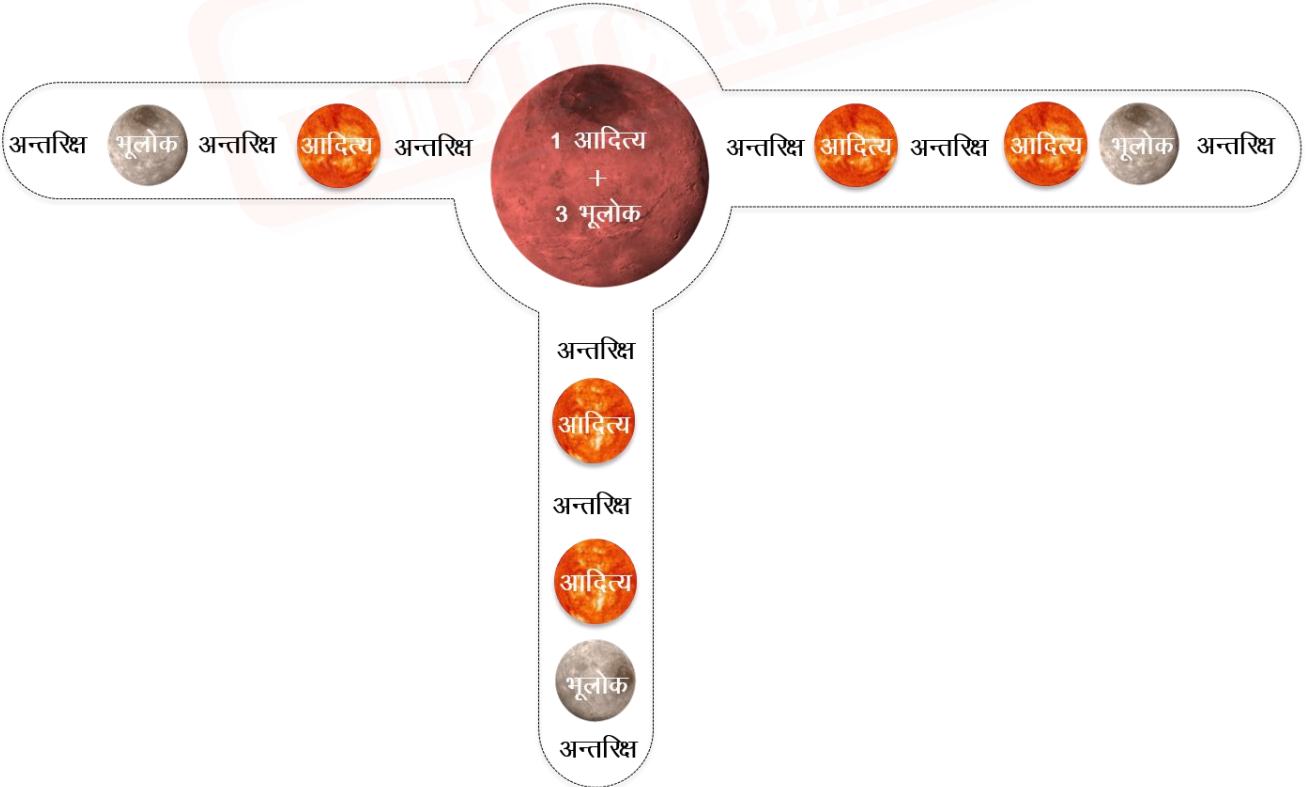 अन्तरिक्ष भूलोक अन्तरिक्ष आदित्य अन्तरिक्ष
1 आदित्य
+
3 भूलोक
अन्तरिक्ष आदित्य अन्तरिक्ष आदित्य भूलोक अन्तरिक्ष
अन्तरिक्ष
आदित्य
अन्तरिक्ष
आदित्य
भूलोक
अन्तरिक्ष